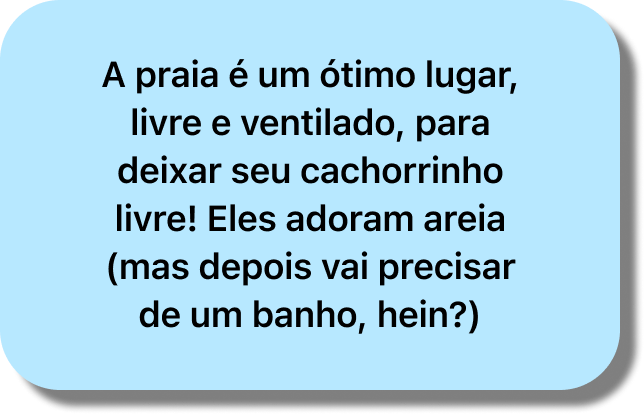 A praia é um ótimo lugar,
livre e ventilado, para
deixar seu cachorrinho
livre! Eles adoram areia
(mas depois vai precisar
de um banho, hein?)